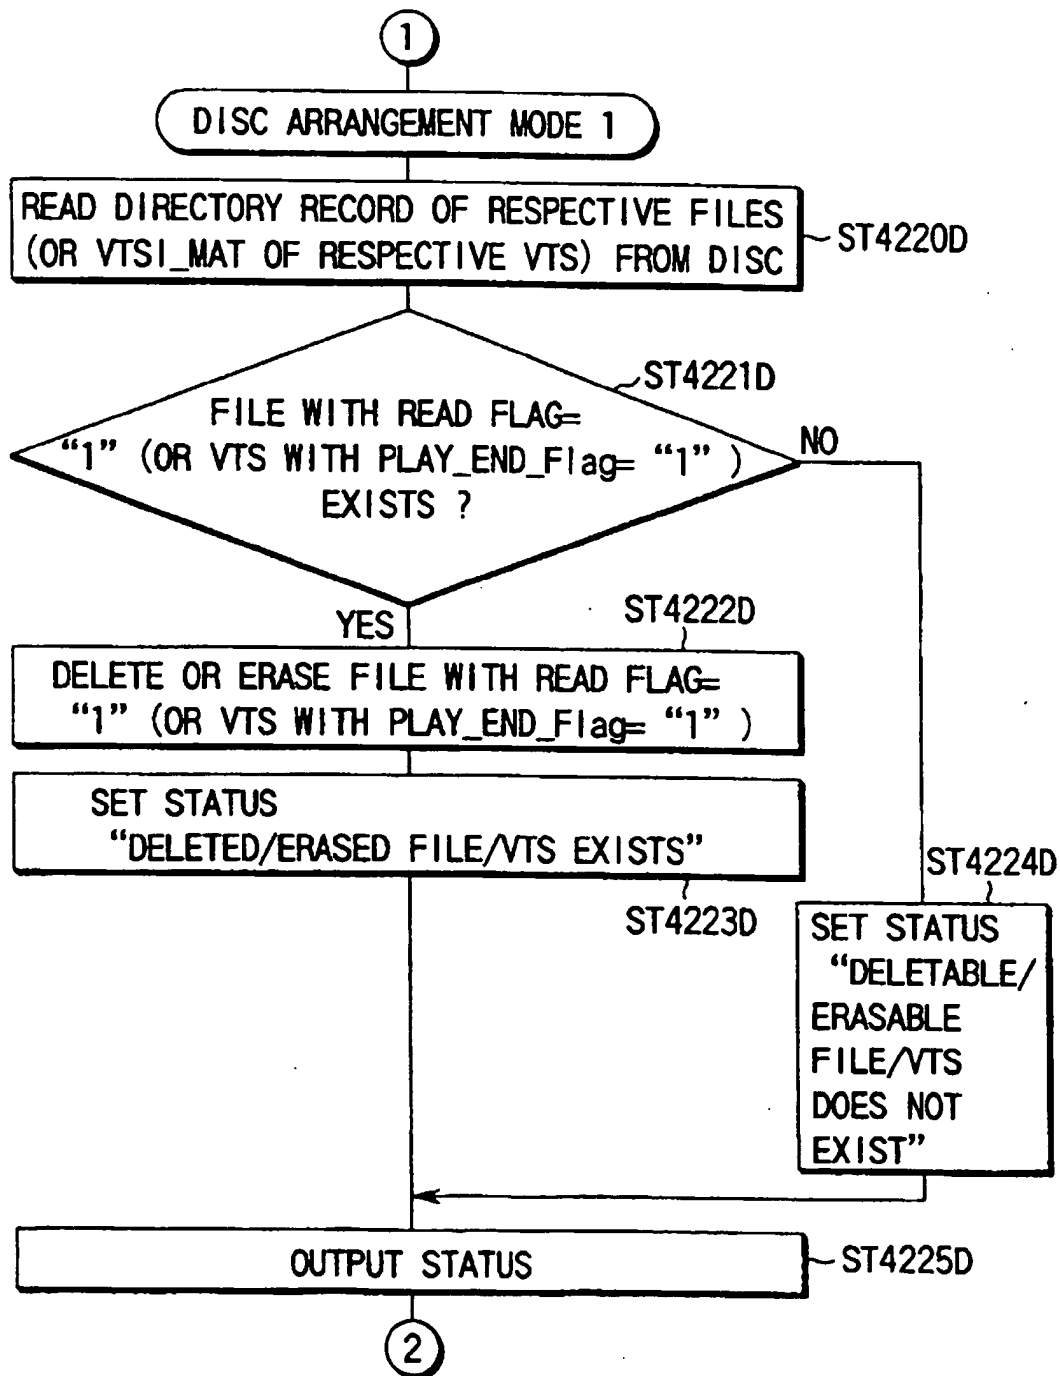 1
DISC ARRANGEMENT MODE 1
READ DIRECTORY RECORD OF RESPECTIVE FILES
(OR VTSI_MAT OF RESPECTIVE VTS) FROM DISC
ST4220D
ST4221D
FILE WITH READ FLAG=
“1” (OR VTS WITH PLAY_END_Flag= “1” )
EXISTS ?
NO
YES
ST4222D
DELETE OR ERASE FILE WITH READ FLAG=
“1” (OR VTS WITH PLAY_END_Flag= “1” )
SET STATUS
“DELETED/ERASED FILE/VTS EXISTS”
ST4223D
ST4224D
SET STATUS
“DELETABLE/
ERASABLE
FILE/VTS
DOES NOT
EXIST”
OUTPUT STATUS
ST4225D
2